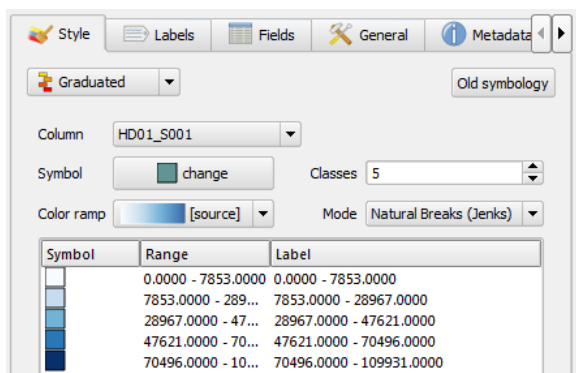 Style Labels Fields General Metadata
Graduated Old symbology
Column HD01_S001
Symbol change Classes 5
Color ramp [source] Mode Natural Breaks (Jenks)
Symbol Range Label
0.0000 - 7853.0000 0.0000 - 7853.0000
7853.0000 - 289... 7853.0000 - 28967.0000
28967.0000 - 47... 28967.0000 - 47621.0000
47621.0000 - 70... 47621.0000 - 70496.0000
70496.0000 - 10... 70496.0000 - 109931.0000